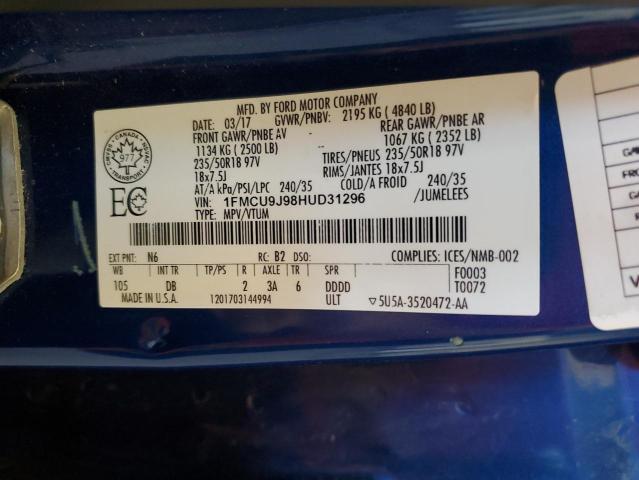 MFD. BY FORD MOTOR COMPANY
DATE: 03/17 GVWR/PNBV: 2195 KG ( 4840 LB)
FRONT GAWR/PNBE AV REAR GAWR/PNBE AR
1134 KG ( 2500 LB) 1067 KG ( 2352 LB)
235/50R18 97V TIRES/PNEUS 235/50R18 97V
18x7.5J RIMS/JANTES 18x7.5J
AT/A kPa/PSI/LPC 240/35 COLD/A FROID 240/35
VIN: 1FMCU9J98HUD31296 /JUMELEES
TYPE: MPV/VTUM
CANADA
977
TRANSPORT
EC
EXT PNT: N6 RC: B2 DSO: COMPLIES: ICES/NMB-002
WB INT TR TP/PS R AXLE TR SPR F0003
105 DB 2 3A 6 DDDD T0072
MADE IN U.S.A. 1201703144994 ULT ▽5U5A-3520472-AA